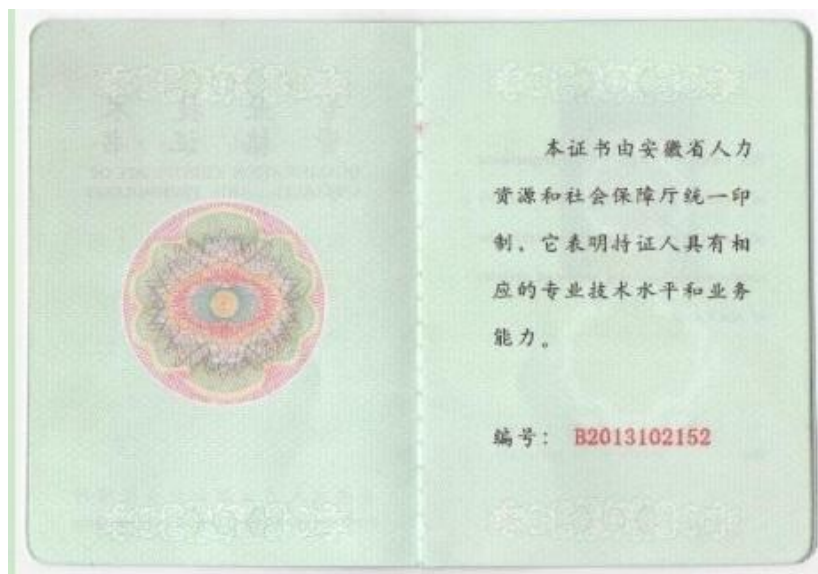 本证书由安徽省人力
资源和社会保障厅统一印
制、它表明持证人具有相
应的专业技术水平和业务
能力。
编号: B2013102152